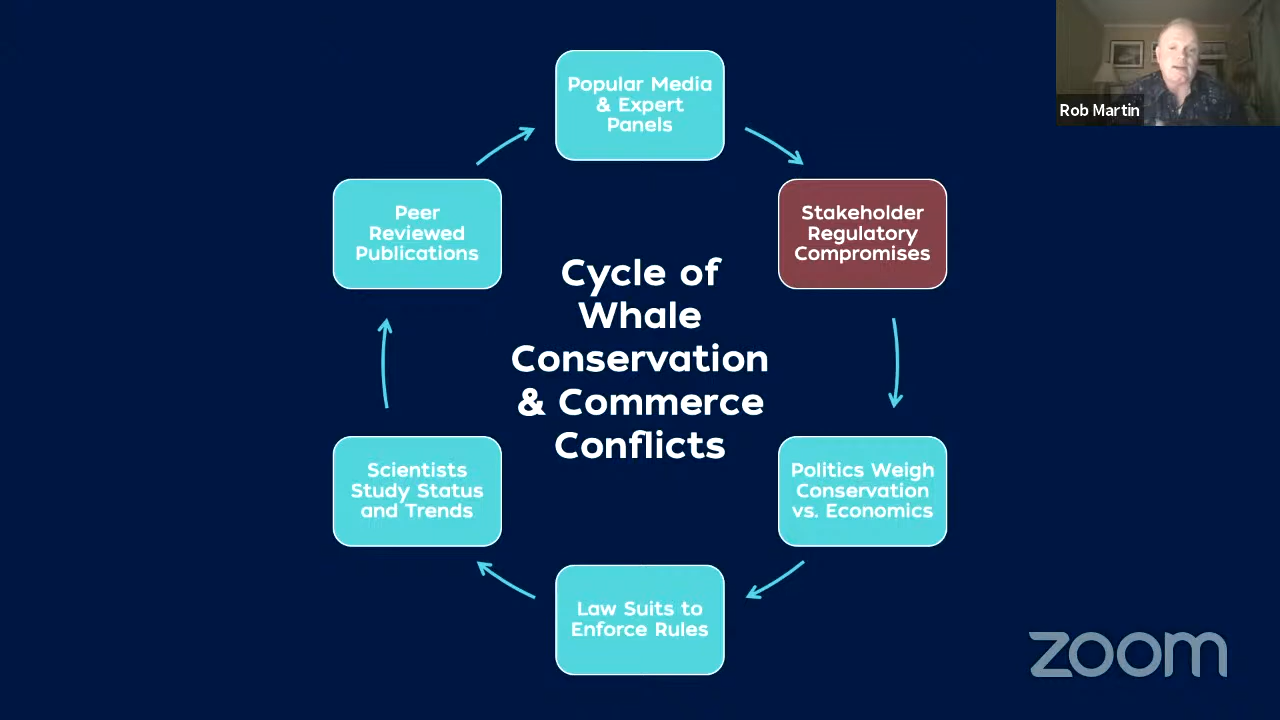 Popular Media
& Expert
Panels
Rob Martin
Peer
Reviewed
Publications
Stakeholder
Regulatory
Compromises
Cycle of
Whale
Conservation
& Commerce
Conflicts
Scientists
Study Status
and Trends
Politics Weigh
Conservation
vs. Economics
Law Suits to
Enforce Rules
zoom